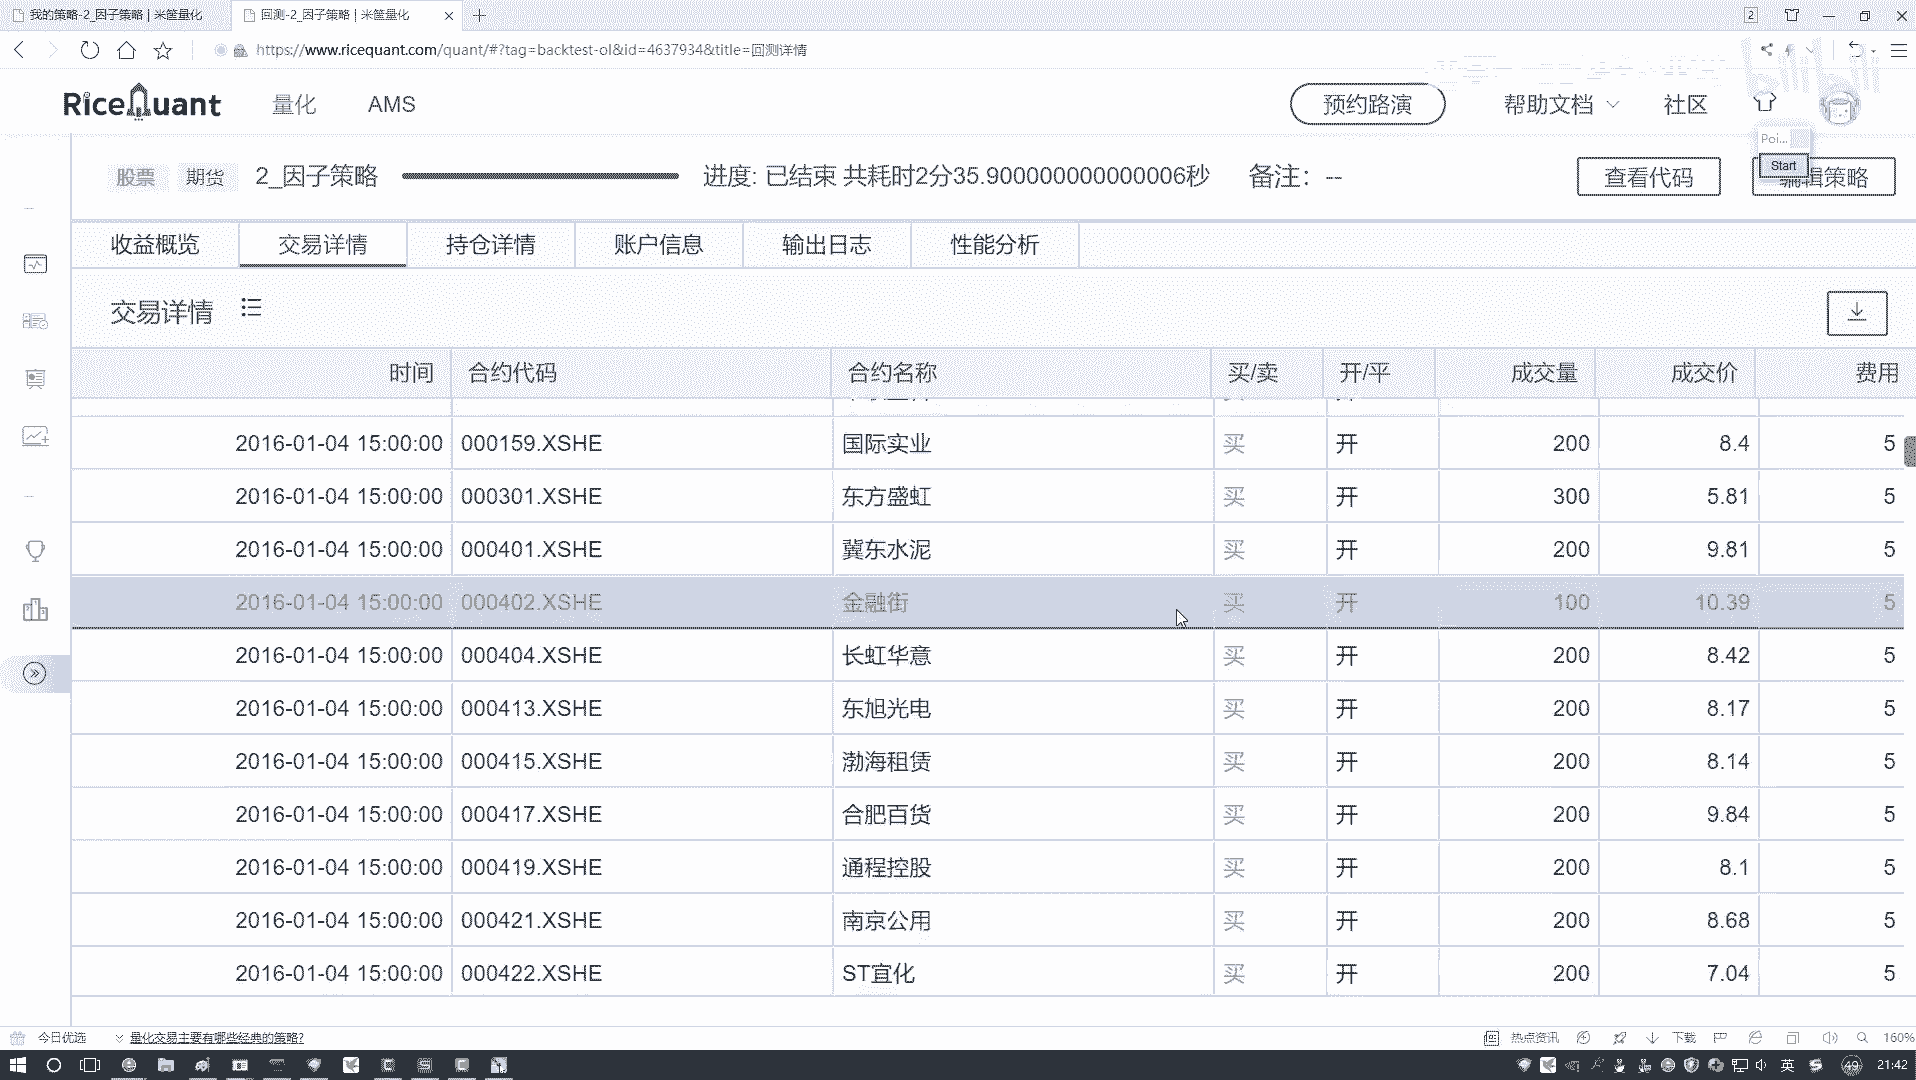 我的策略-2_因子策略 | 米筐量化
回测-2_因子策略 | 米筐量化
2
https://www.ricequant.com/quant/#?tag=backtest-ol&id=4637934&title=回测详情
RiceQuant 量化 AMS 预约路演 帮助文档 社区
Poi...
Start
股票 期货 2_因子策略 进度: 已结束 共耗时2分35.900000000000006秒 备注：-- 查看代码 编辑策略
收益概览 交易详情 持仓详情 账户信息 输出日志 性能分析
交易详情
时间 合约代码 合约名称 买/卖 开/平 成交量 成交价 费用
2016-01-04 15:00:00 000159.XSHE 国际实业 买 开 200 8.4 5
2016-01-04 15:00:00 000301.XSHE 东方盛虹 买 开 300 5.81 5
2016-01-04 15:00:00 000401.XSHE 冀东水泥 买 开 200 9.81 5
2016-01-04 15:00:00 000402.XSHE 金融街 买 开 100 10.39 5
2016-01-04 15:00:00 000404.XSHE 长虹华意 买 开 200 8.42 5
2016-01-04 15:00:00 000413.XSHE 东旭光电 买 开 200 8.17 5
2016-01-04 15:00:00 000415.XSHE 渤海租赁 买 开 200 8.14 5
2016-01-04 15:00:00 000417.XSHE 合肥百货 买 开 200 9.84 5
2016-01-04 15:00:00 000419.XSHE 通程控股 买 开 200 8.1 5
2016-01-04 15:00:00 000421.XSHE 南京公用 买 开 200 8.68 5
2016-01-04 15:00:00 000422.XSHE ST宜化 买 开 200 7.04 5
今日优选 量化交易主要有哪些经典的策略? 热点资讯 下载 160%
英 49 21:42